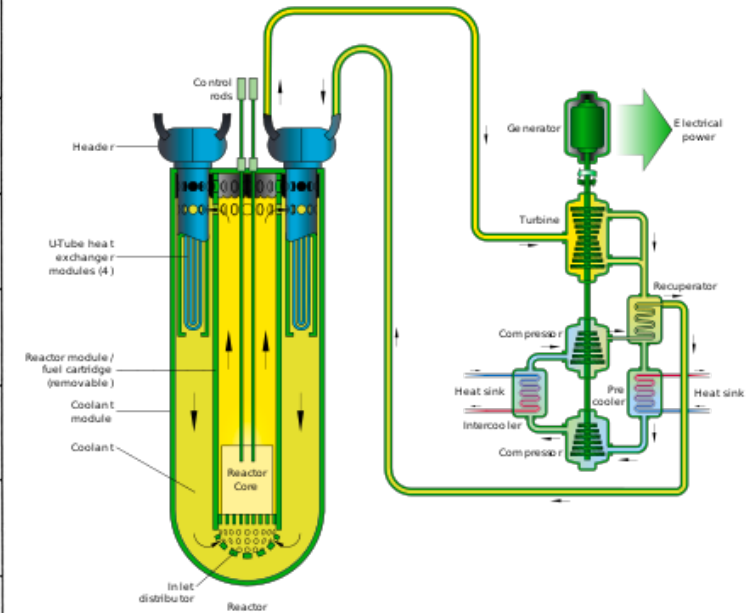 Control
rods
Header
U-Tube heat
exchanger
modules (4)
Reactor module /
fuel cartridge
(removable)
Coolant
module
Coolant
Reactor
Core
Inlet
distributor
Reactor
Generator
Electrical
power
Turbine
Recuperator
Compressor
Heat sink
Pre
cooler
Heat sink
Intercooler
Compressor